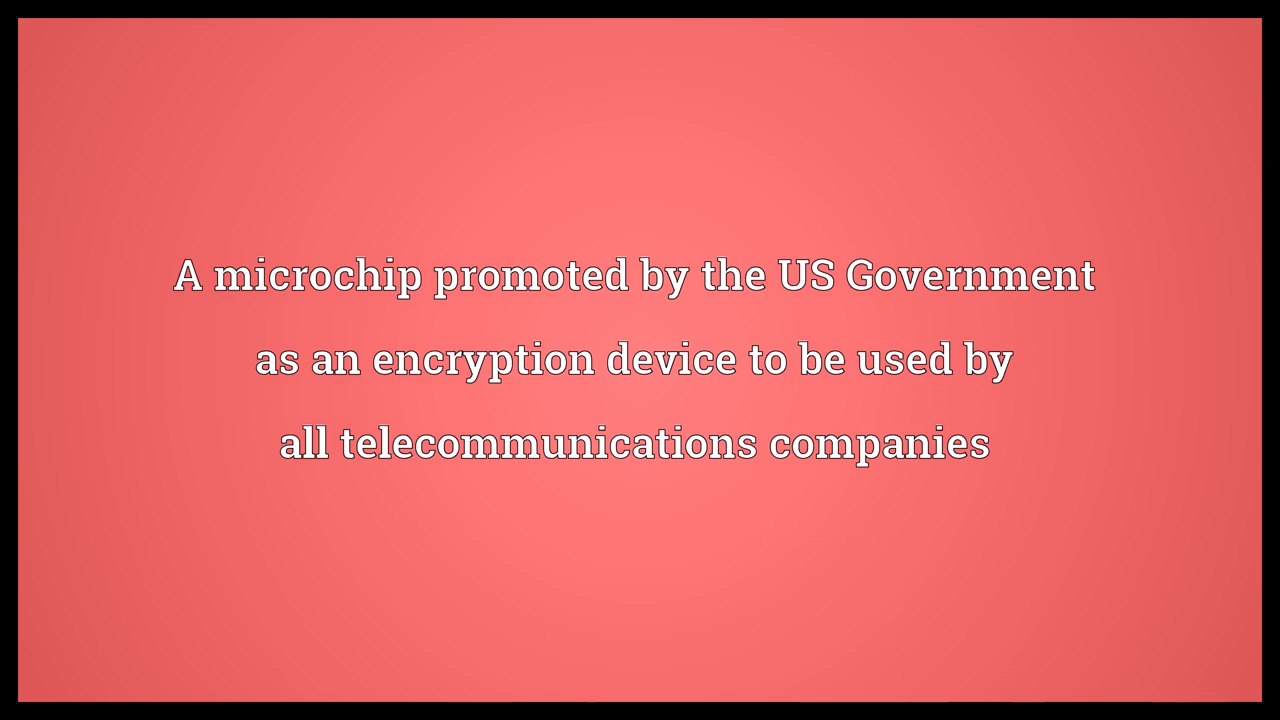 A microchip promoted by the US Government
as an encryption device to be used by
all telecommunications companies